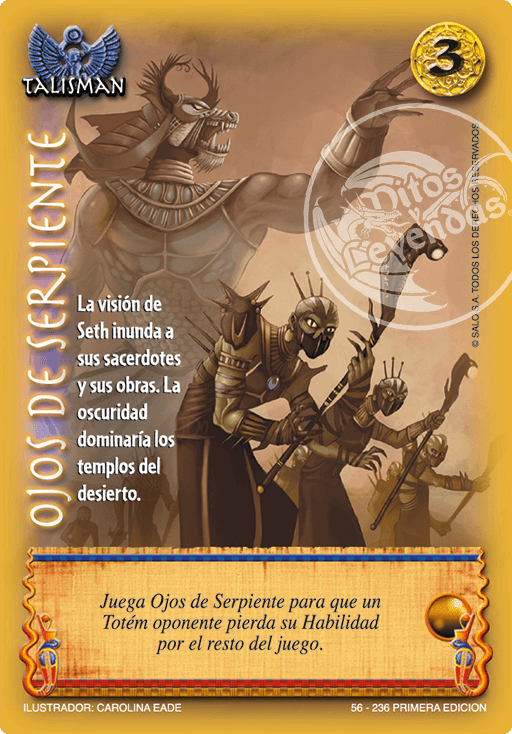 TALISMAN
3
OJOS DE SERPIENTE
Mitos
y
Leyendas
© SALO S.A. TODOS LOS DERECHOS RESERVADOS
La visión de
Seth inunda a
sus sacerdotes
y sus obras. La
oscuridad
dominaría los
templos del
desierto.
Juega Ojos de Serpiente para que un
Totém oponente pierda su Habilidad
por el resto del juego.
ILUSTRADOR: CAROLINA EADE
56 - 236 PRIMERA EDICION